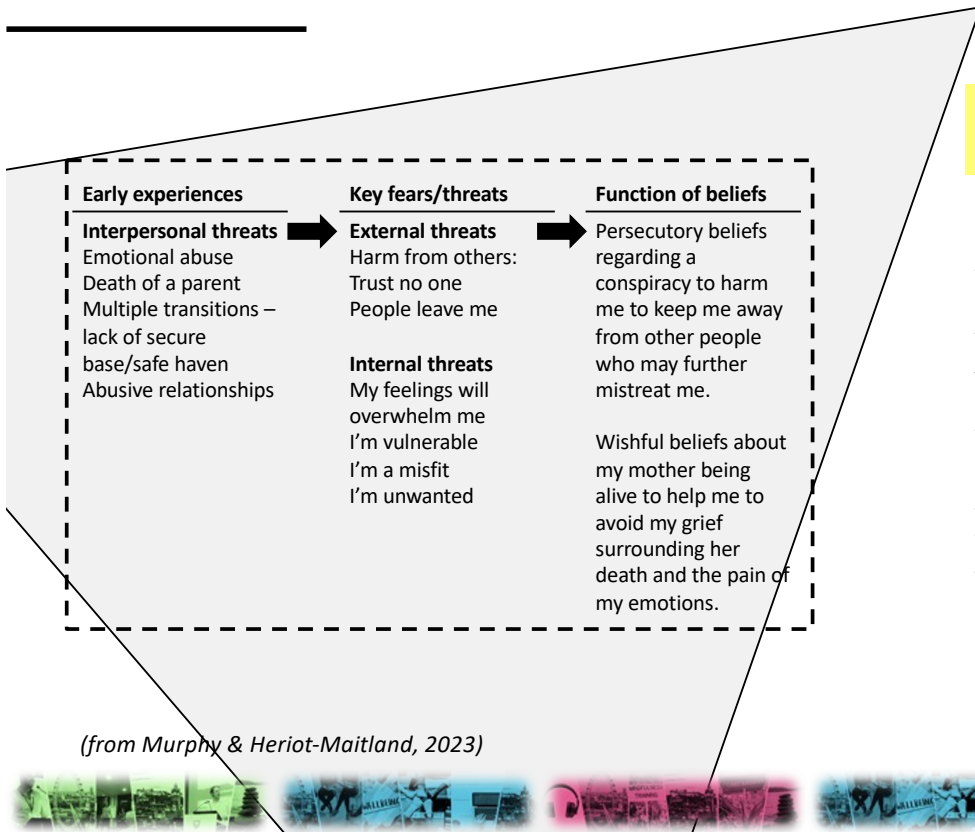 Early experiences
Interpersonal threats
Emotional abuse
Death of a parent
Multiple transitions –
lack of secure
base/safe haven
Abusive relationships
Key fears/threats
External threats
Harm from others:
Trust no one
People leave me
Internal threats
My feelings will
overwhelm me
I'm vulnerable
I'm a misfit
I'm unwanted
Function of beliefs
Persecutory beliefs
regarding a
conspiracy to harm
me to keep me away
from other people
who may further
mistreat me.
Wishful beliefs about
my mother being
alive to help me to
avoid my grief
surrounding her
death and the pain of
my emotions.
(from Murphy & Heriot-Maitland, 2023)
WELLBEING
MINDFULNESS
TRAINING
WELLBEING